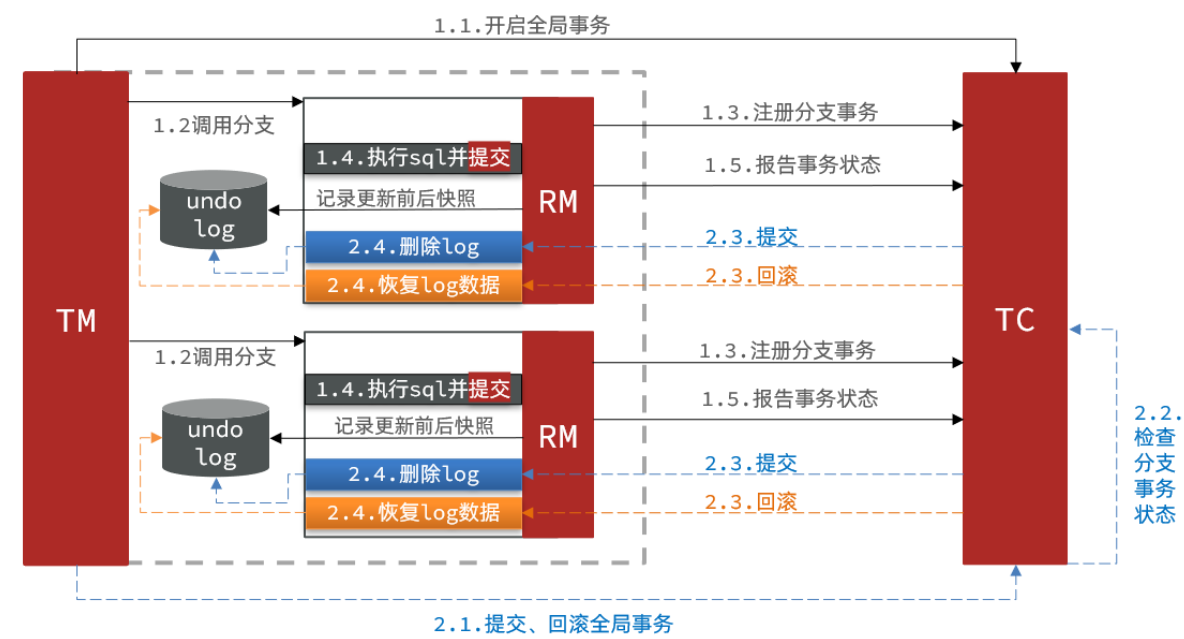 1.1.开启全局事务
TM
TC
1.2调用分支
1.3.注册分支事务
1.4.执行sql并提交
1.5.报告事务状态
undo
log
记录更新前后快照
RM
2.4.删除log
2.3.提交
2.4.恢复log数据
2.3.回滚
1.2调用分支
1.3.注册分支事务
1.4.执行sql并提交
1.5.报告事务状态
undo
log
记录更新前后快照
RM
2.4.删除log
2.3.提交
2.4.恢复log数据
2.3.回滚
2.2.
检查
分支
事务
状态
2.1.提交、回滚全局事务